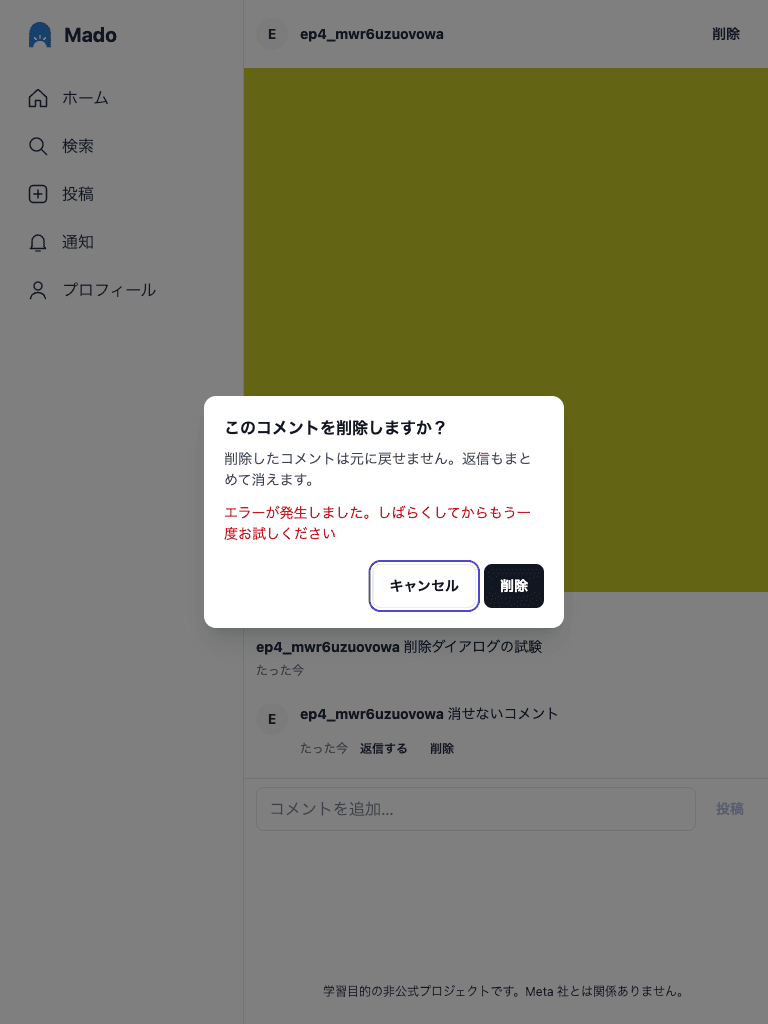 Mado
ホーム
検索
投稿
通知
プロフィール
E
ep4_mwr6uzuovowa
削除
このコメントを削除しますか？
削除したコメントは元に戻せません。返信もまと
めて消えます。
エラーが発生しました。しばらくしてからもう一
度お試しください
キャンセル
削除
ep4_mwr6uzuovowa 削除ダイアログの試験
たった今
E
ep4_mwr6uzuovowa 消せないコメント
たった今 返信する 削除
コメントを追加...
投稿
学習目的の非公式プロジェクトです。Meta 社とは関係ありません。